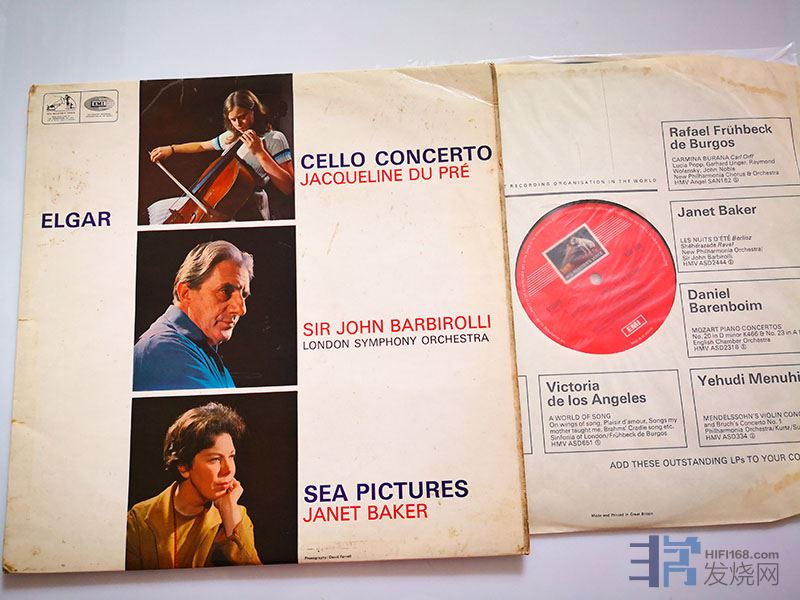 EMI
ELGAR
CELLO CONCERTO
JACQUELINE DU PRÉ
SIR JOHN BARBIROLLI
LONDON SYMPHONY ORCHESTRA
SEA PICTURES
JANET BAKER
Photography: David Farrell
T RECORDING ORGANISATION IN THE WORLD
Rafael Frühbeck
de Burgos
CARMINA BURANA Carl Orff
Lucia Popp, Gerhard Unger, Raymond
Wolansky, John Noble
New Philharmonia Chorus & Orchestra
HMV Angel SAN162 Ⓢ
Janet Baker
LES NUITS D'ÉTÉ Berlioz
Shéhérazade Ravel
New Philharmonia Orchestra/
Sir John Barbirolli
HMV ASD2444 Ⓢ
Daniel
Barenboim
MOZART PIANO CONCERTOS
No. 20 in D minor K466 & No. 23 in A
English Chamber Orchestra
HMV ASD2318 Ⓢ
EMI
Victoria
de los Angeles
A WORLD OF SONG
On wings of song, Plaisir d'amour, Songs my
mother taught me, Brahms' Cradle song etc.
Sinfonia of London/Frühbeck de Burgos
HMV ASD651 Ⓢ
Yehudi Menuhi
MENDELSSOHN'S VIOLIN CONC
and Bruch's Concerto No. 1
Philharmonia Orchestra/Kurtz/Su
HMV ASD334 Ⓢ
ADD THESE OUTSTANDING LPs TO YOUR CO
Made and Printed in Great Britain
HIFI168.com
发烧网